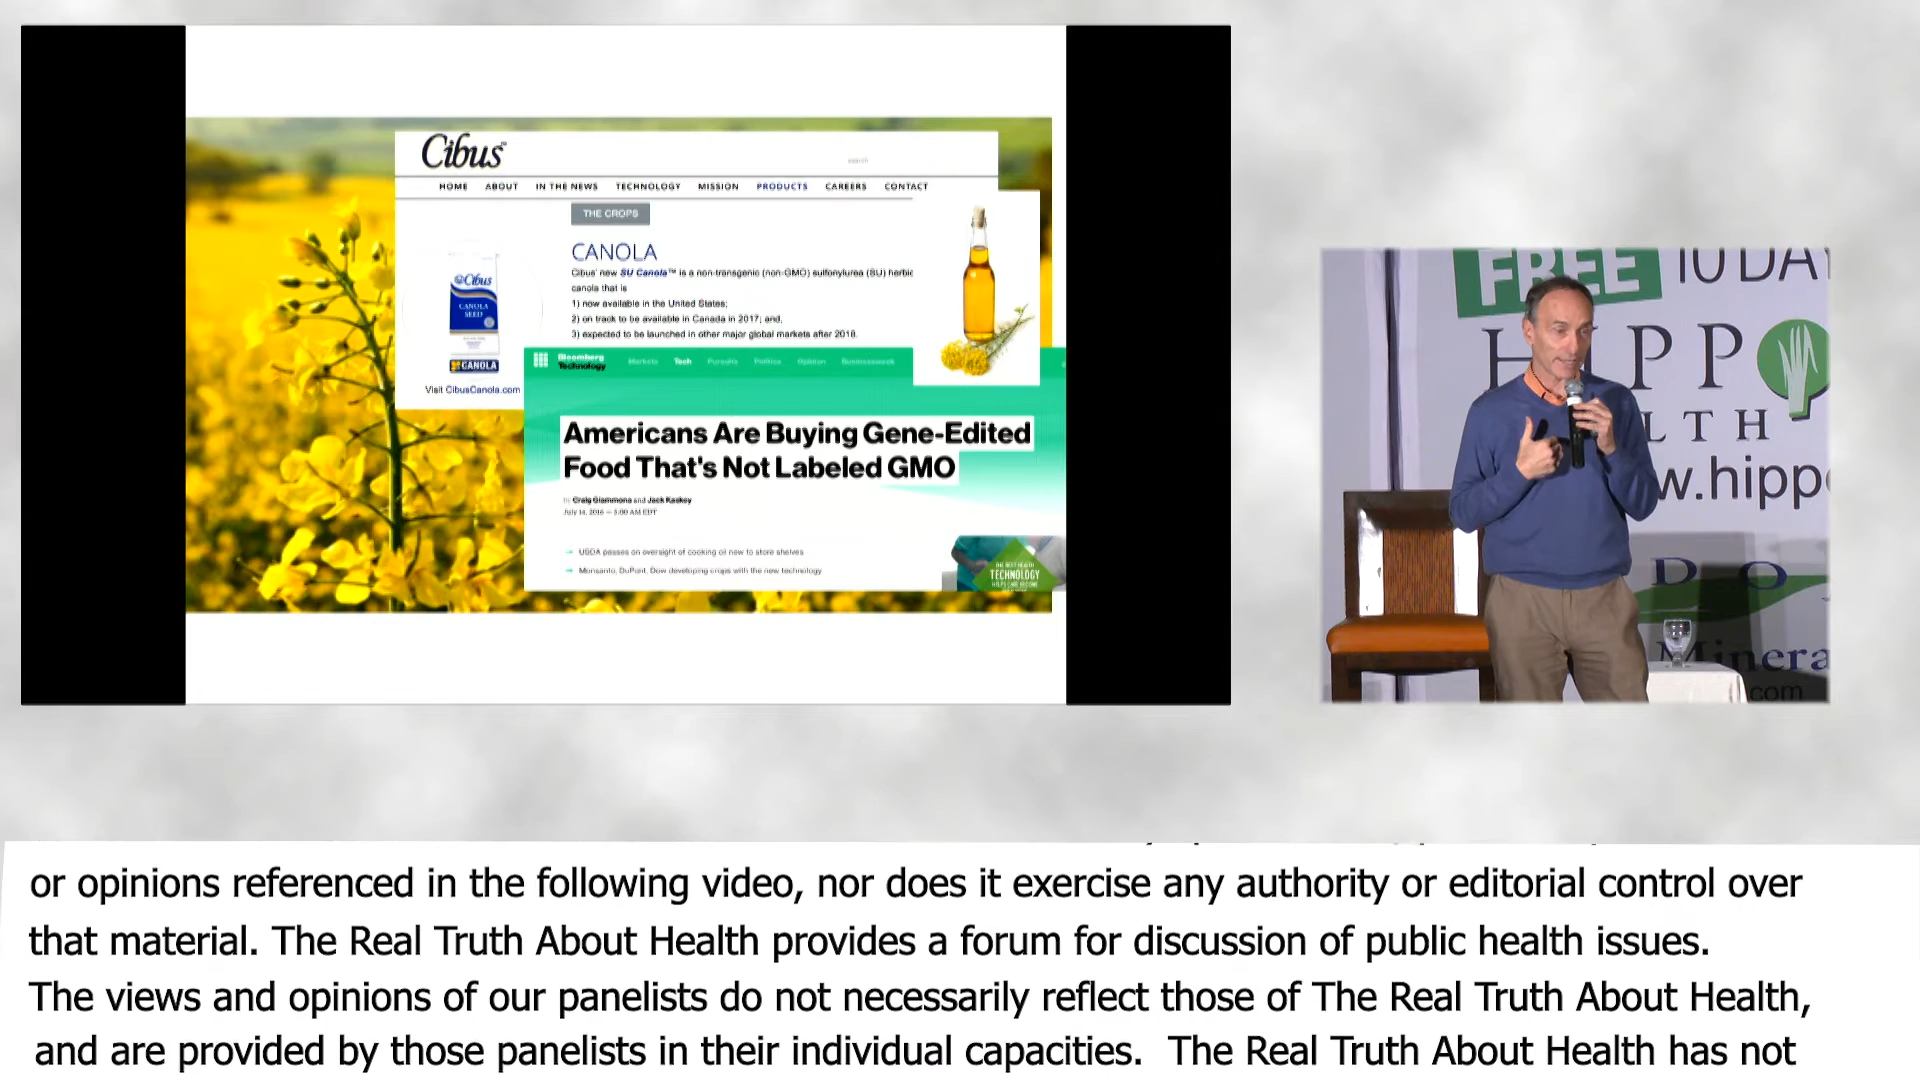 Cibus
search
HOME ABOUT IN THE NEWS TECHNOLOGY MISSION PRODUCTS CAREERS CONTACT
THE CROPS
CANOLA
Cibus' new SU Canola™ is a non-transgenic (non-GMO) sulfonylurea (SU) herbic
canola that is
1) now available in the United States;
2) on track to be available in Canada in 2017; and,
3) expected to be launched in other major global markets after 2018.
Cibus
CANOLA
SEED
CANOLA
Visit CibusCanola.com
Bloomberg
Technology
Markets Tech Pursuits Politics Opinion Businessweek
Americans Are Buying Gene-Edited
Food That's Not Labeled GMO
by Craig Giammona and Jack Kaskey
July 14, 2016 — 5:00 AM EDT
→ USDA passes on oversight of cooking oil new to store shelves
→ Monsanto, DuPont, Dow developing crops with the new technology
TECHNOLOGY
FREE 10 DA
HIPP
LTH
w.hipp
Minera
.com
or opinions referenced in the following video, nor does it exercise any authority or editorial control over
that material. The Real Truth About Health provides a forum for discussion of public health issues.
The views and opinions of our panelists do not necessarily reflect those of The Real Truth About Health,
and are provided by those panelists in their individual capacities. The Real Truth About Health has not